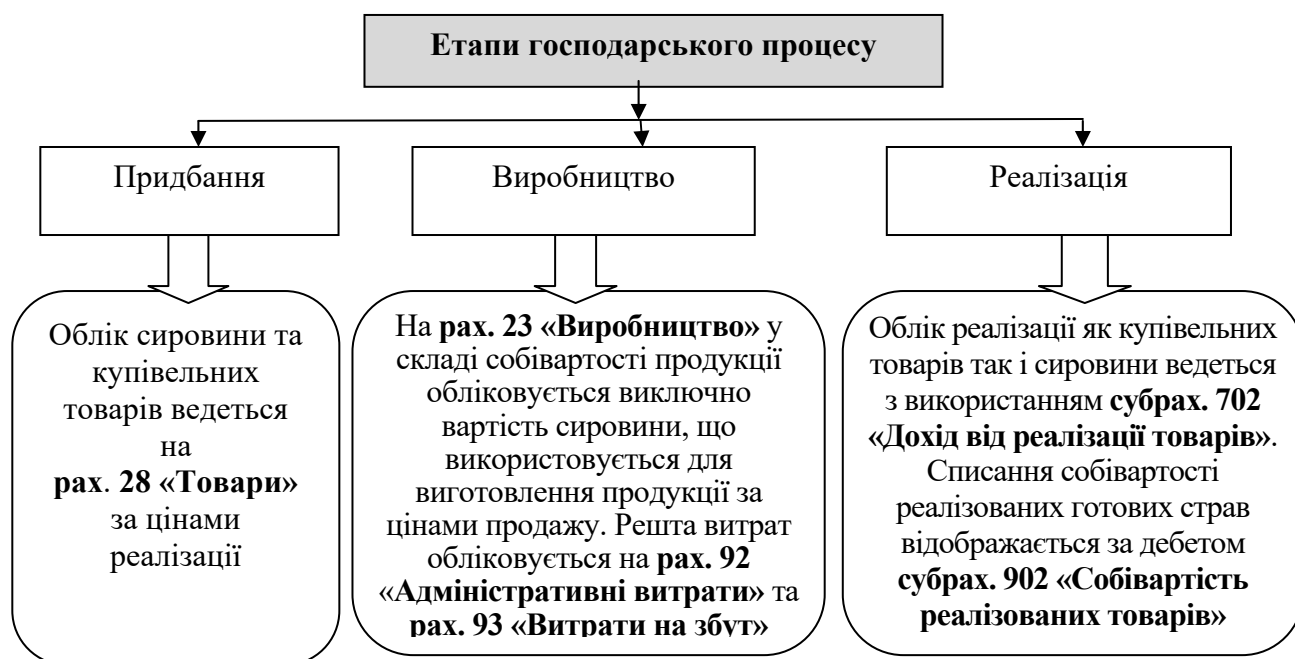 Етапи господарського процесу
Придбання
Виробництво
Реалізація
Облік сировини та
купівельних
товарів ведеться
на
рах. 28 «Товари»
за цінами
реалізації
На рах. 23 «Виробництво» у
складі собівартості продукції
обліковується виключно
вартість сировини, що
використовується для
виготовлення продукції за
цінами продажу. Решта витрат
обліковується на рах. 92
«Адміністративні витрати» та
рах. 93 «Витрати на збут»
Облік реалізації як купівельних
товарів так і сировини ведеться
з використанням субрах. 702
«Дохід від реалізації товарів».
Списання собівартості
реалізованих готових страв
відображається за дебетом
субрах. 902 «Собівартість
реалізованих товарів»